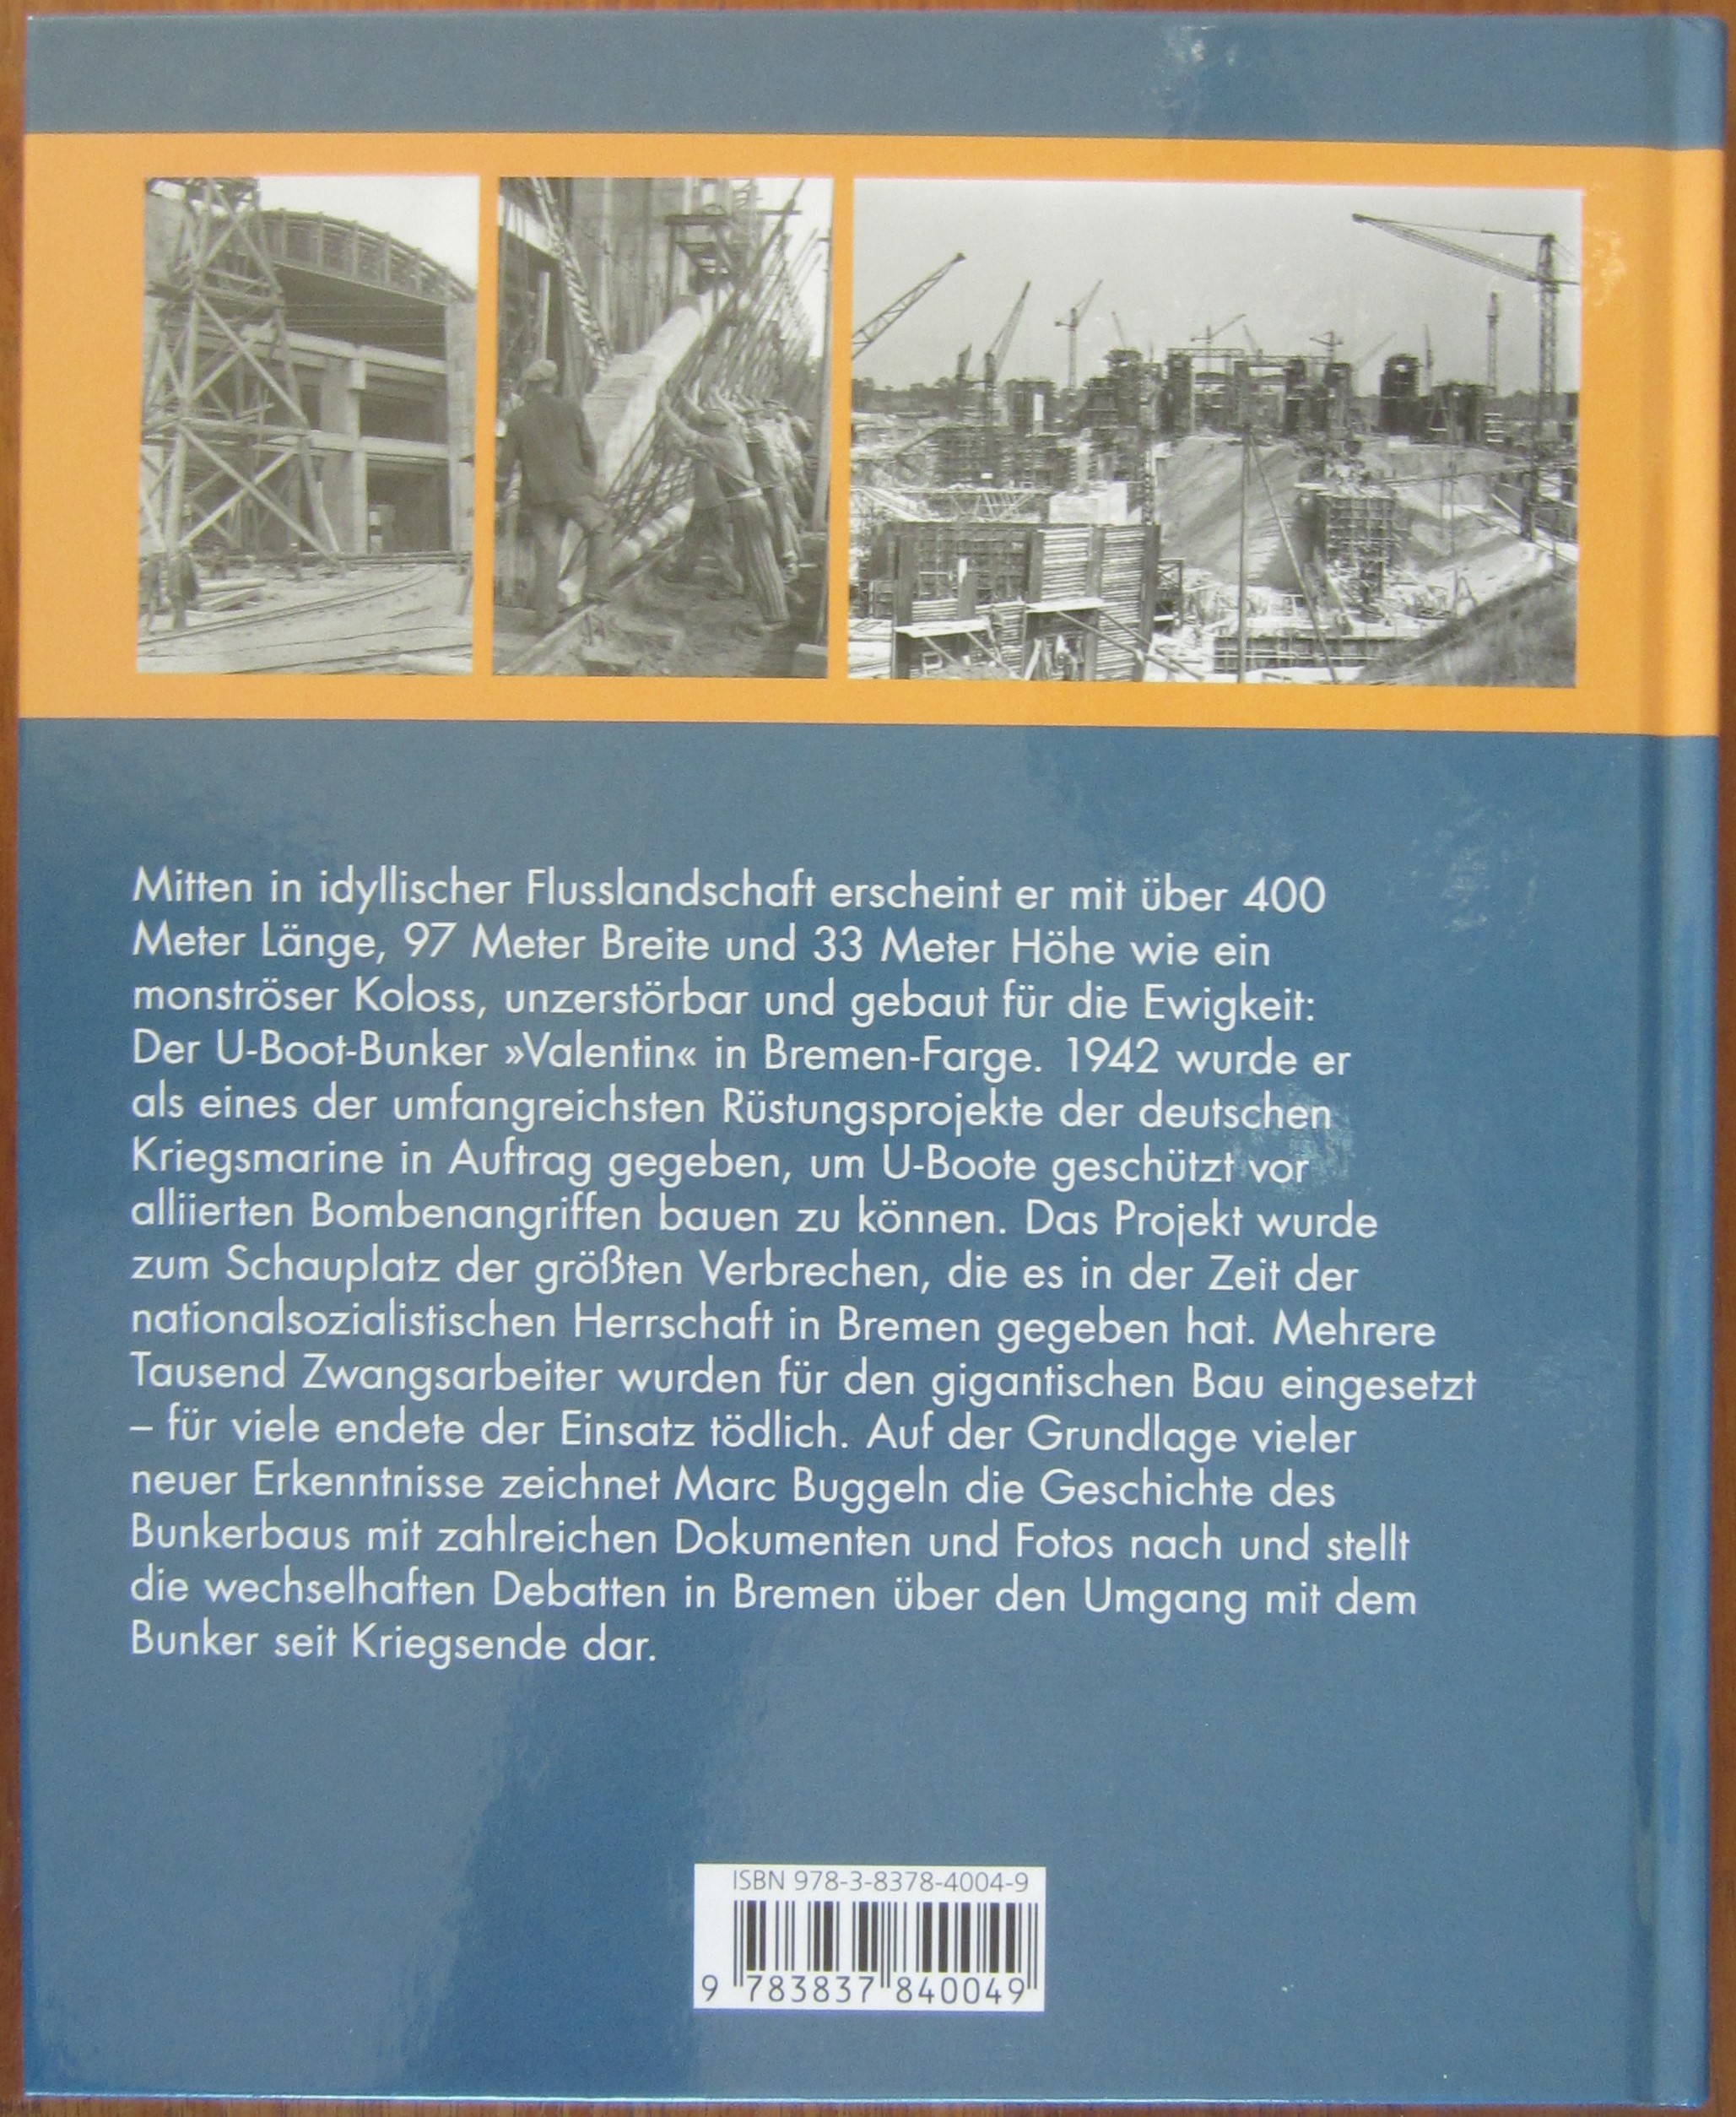 Mitten in idyllischer Flusslandschaft erscheint er mit über 400
Meter Länge, 97 Meter Breite und 33 Meter Höhe wie ein
monströser Koloss, unzerstörbar und gebaut für die Ewigkeit:
Der U-Boot-Bunker »Valentin« in Bremen-Farge. 1942 wurde er
als eines der umfangreichsten Rüstungsprojekte der deutschen
Kriegsmarine in Auftrag gegeben, um U-Boote geschützt vor
alliierten Bombenangriffen bauen zu können. Das Projekt wurde
zum Schauplatz der größten Verbrechen, die es in der Zeit der
nationalsozialistischen Herrschaft in Bremen gegeben hat. Mehrere
Tausend Zwangsarbeiter wurden für den gigantischen Bau eingesetzt
– für viele endete der Einsatz tödlich. Auf der Grundlage vieler
neuer Erkenntnisse zeichnet Marc Buggeln die Geschichte des
Bunkerbaus mit zahlreichen Dokumenten und Fotos nach und stellt
die wechselhaften Debatten in Bremen über den Umgang mit dem
Bunker seit Kriegsende dar.
ISBN 978-3-8378-4004-9
9 783837 840049